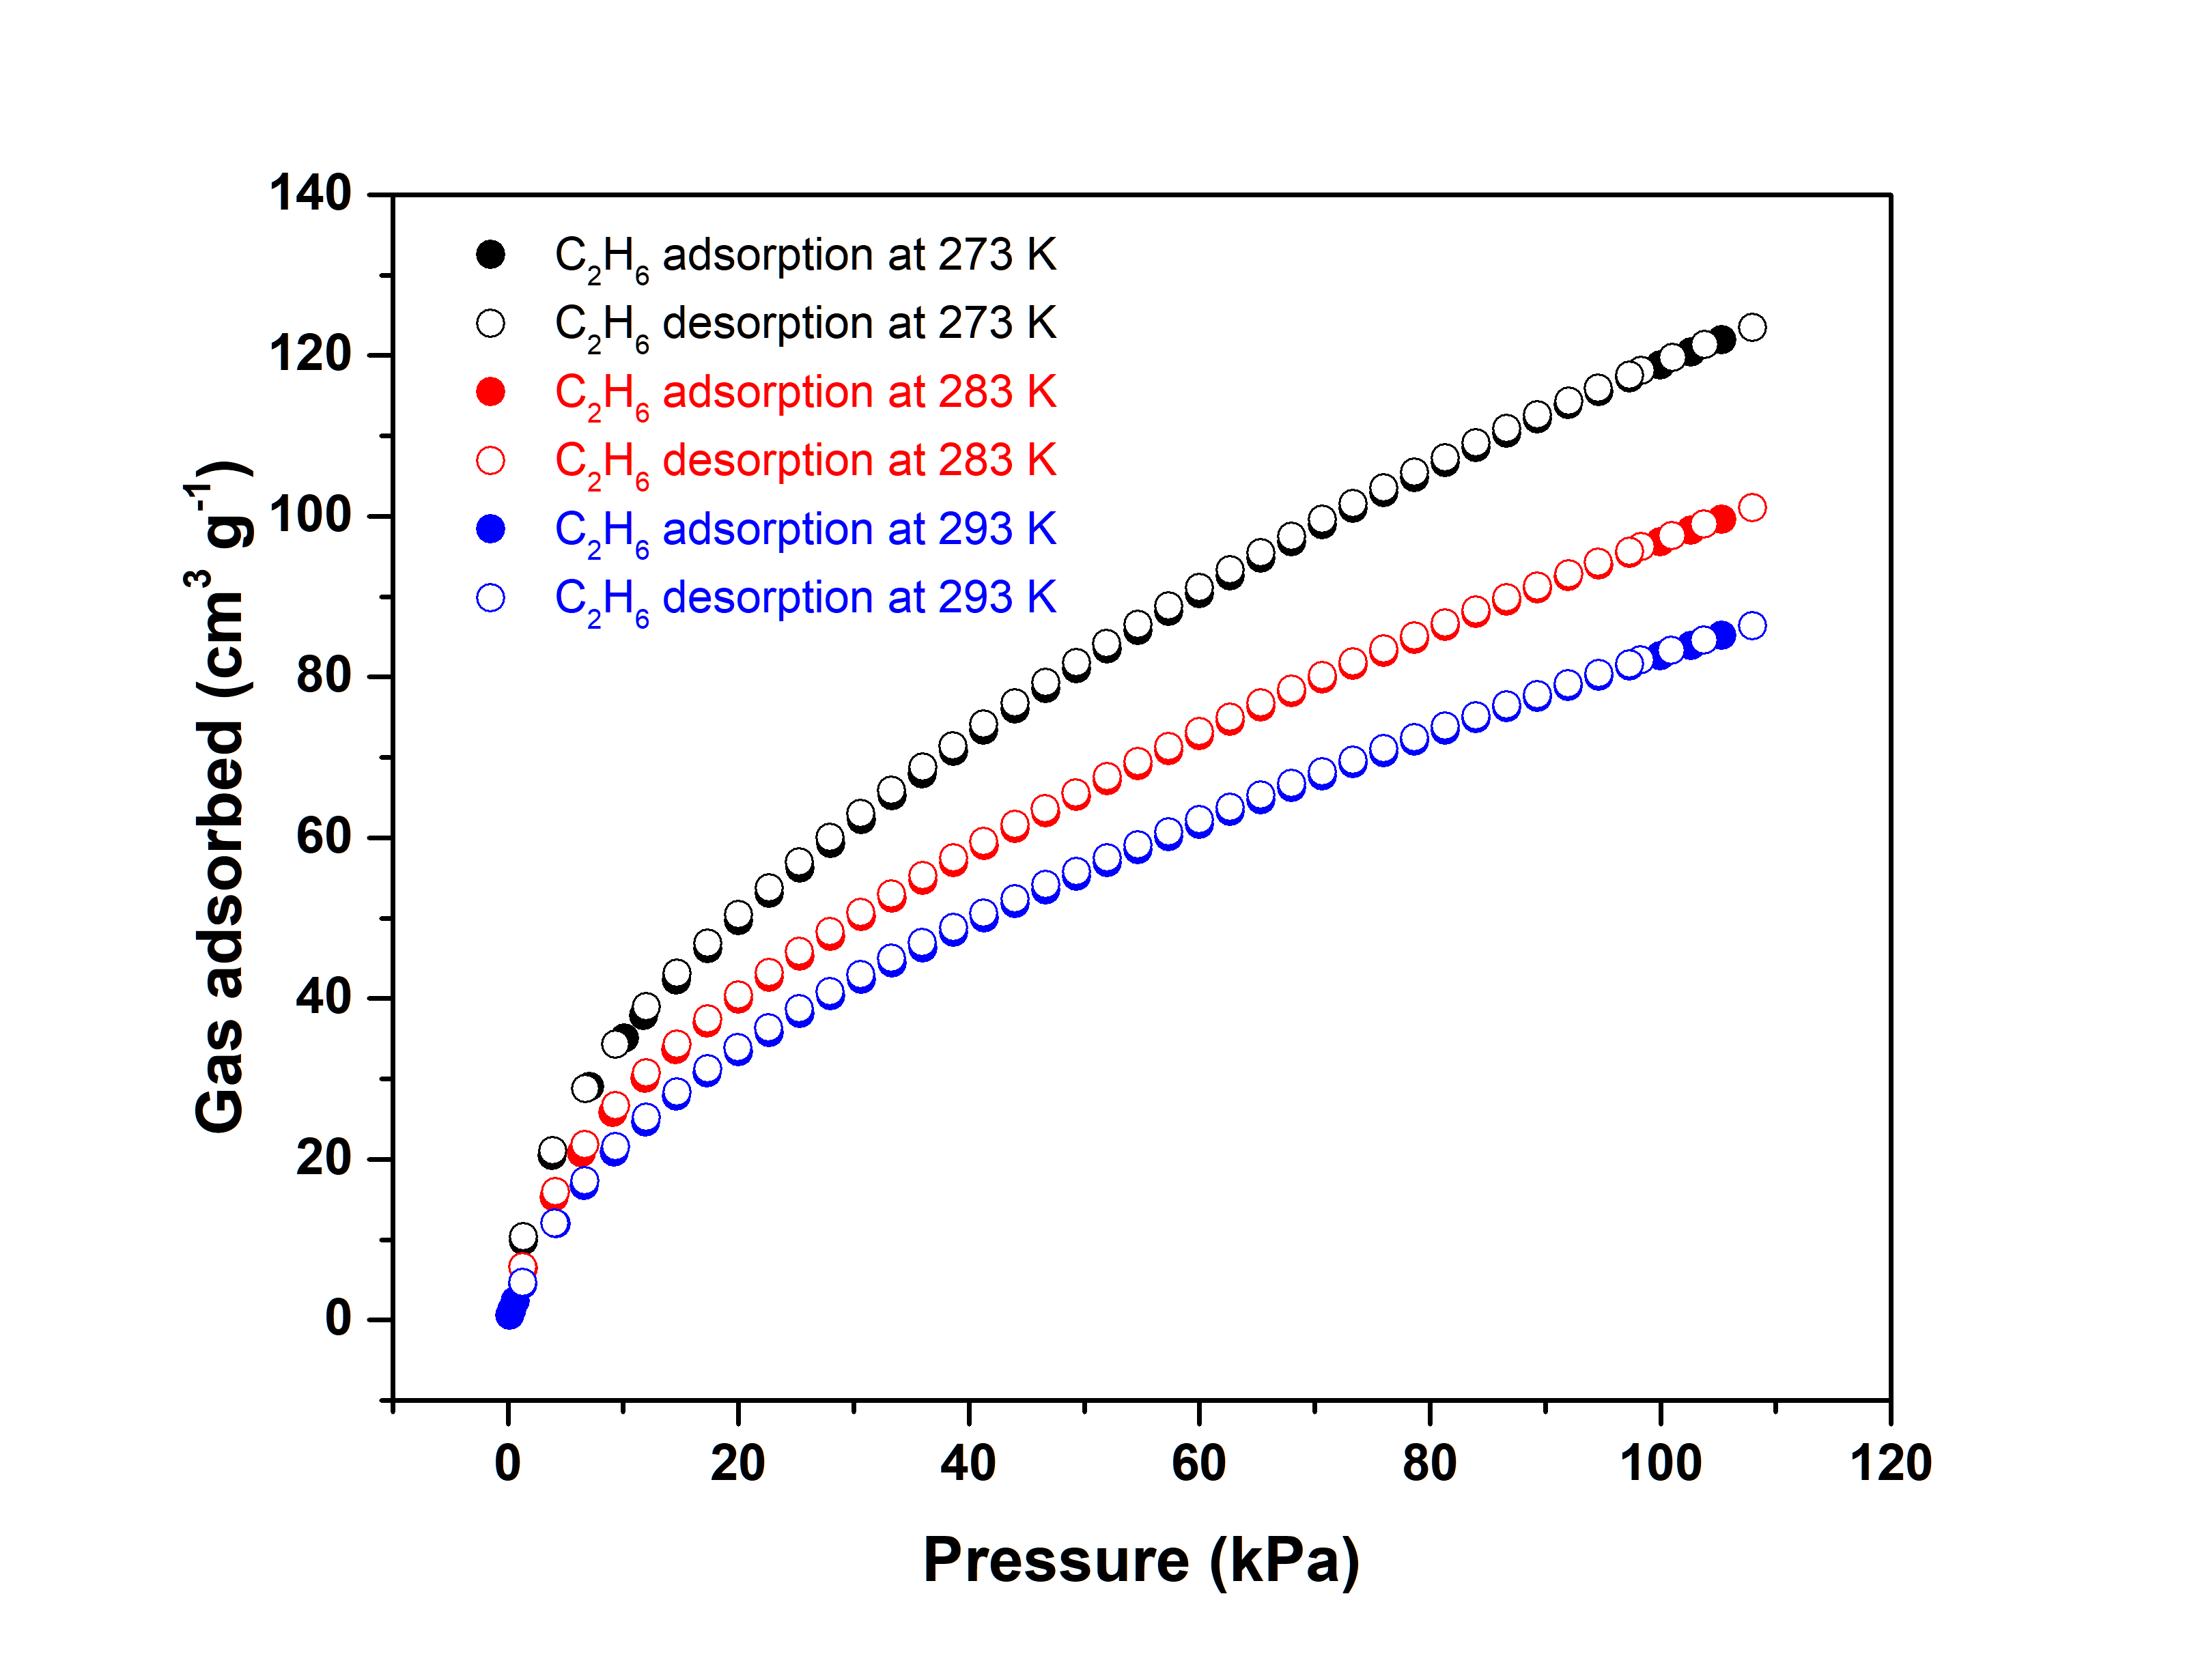 140
120
100
80
60
40
20
0
Gas adsorbed (cm³ g⁻¹)
C₂H₆ adsorption at 273 K
C₂H₆ desorption at 273 K
C₂H₆ adsorption at 283 K
C₂H₆ desorption at 283 K
C₂H₆ adsorption at 293 K
C₂H₆ desorption at 293 K
0 20 40 60 80 100 120
Pressure (kPa)